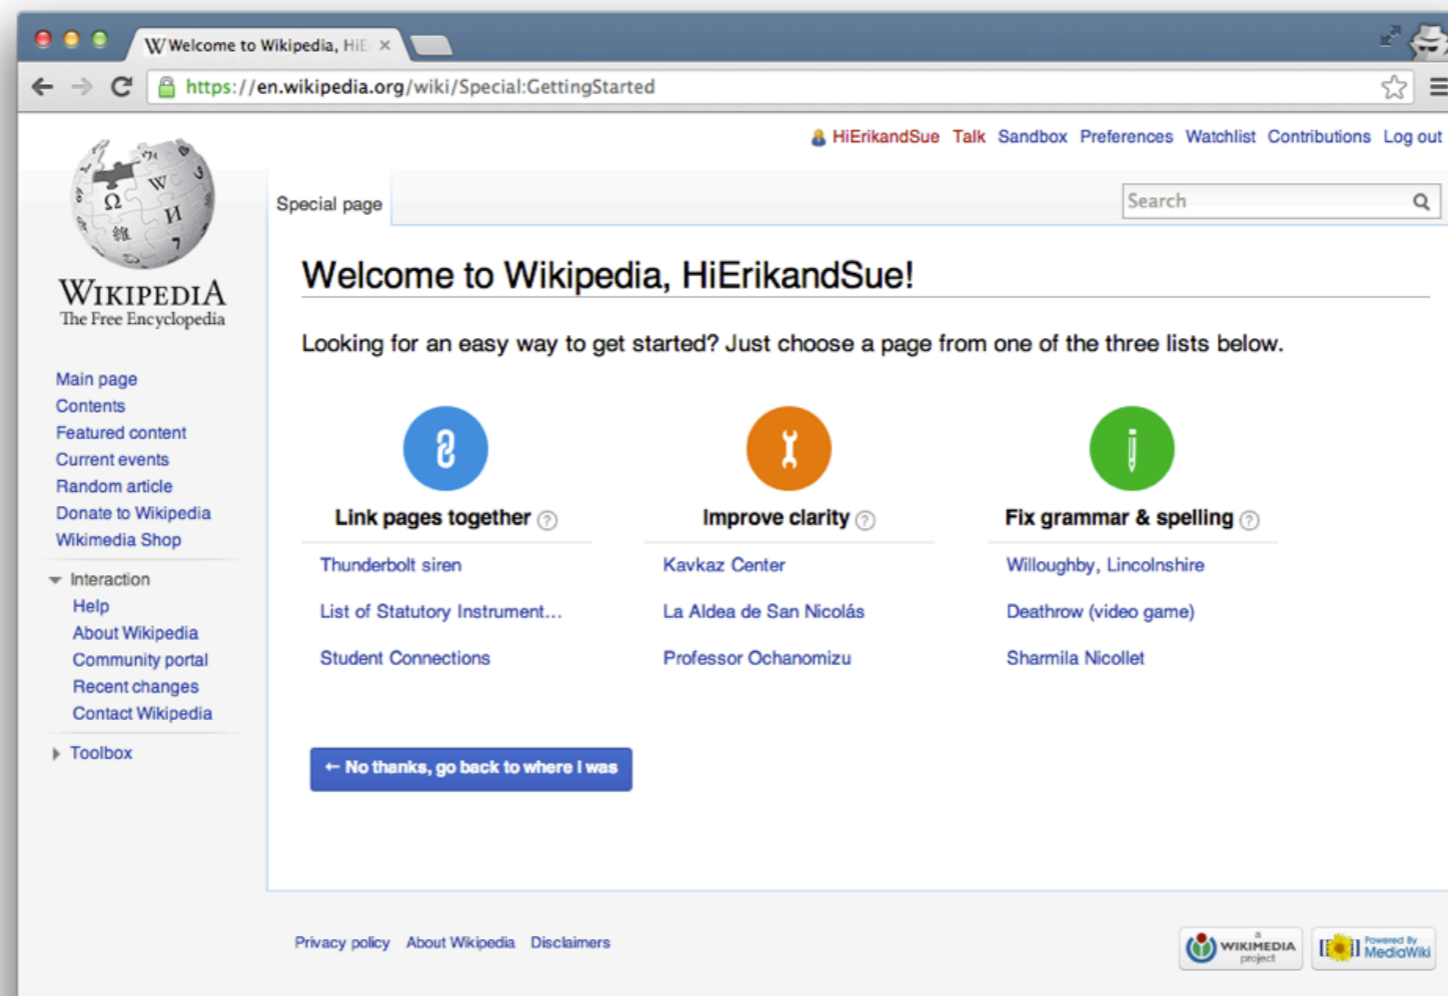 Welcome to Wikipedia, HiE
https://en.wikipedia.org/wiki/Special:GettingStarted
HiErikandSue Talk Sandbox Preferences Watchlist Contributions Log out
Special page
Search
WIKIPEDIA
The Free Encyclopedia
Welcome to Wikipedia, HiErikandSue!
Looking for an easy way to get started? Just choose a page from one of the three lists below.
Main page
Contents
Featured content
Current events
Random article
Donate to Wikipedia
Wikimedia Shop
Interaction
Help
About Wikipedia
Community portal
Recent changes
Contact Wikipedia
Toolbox
Link pages together ?
Thunderbolt siren
List of Statutory Instrument...
Student Connections
Improve clarity ?
Kavkaz Center
La Aldea de San Nicolás
Professor Ochanomizu
Fix grammar & spelling ?
Willoughby, Lincolnshire
Deathrow (video game)
Sharmila Nicollet
← No thanks, go back to where I was
Privacy policy About Wikipedia Disclaimers
a
WIKIMEDIA
project
Powered By
MediaWiki